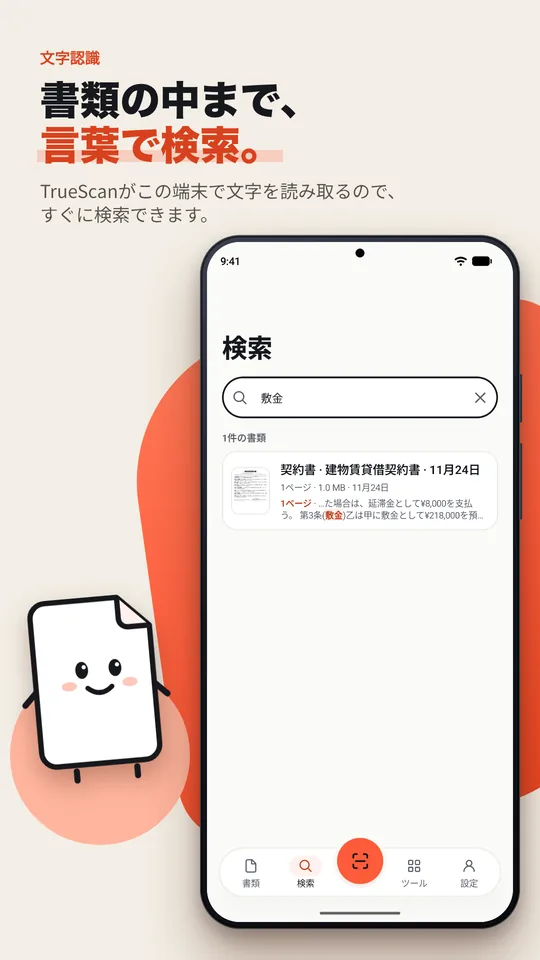 文字認識
書類の中まで、
言葉で検索。
TrueScanがこの端末で文字を読み取るので、
すぐに検索できます。
9:41
検索
敷金
1件の書類
契約書 · 建物賃貸借契約書 · 11月24日
1ページ · 1.0 MB · 11月24日
1ページ · …た場合は、延滞金として¥8,000を支払
う。 第3条(敷金)乙は甲に敷金として¥218,000を預…
書類
検索
ツール
設定